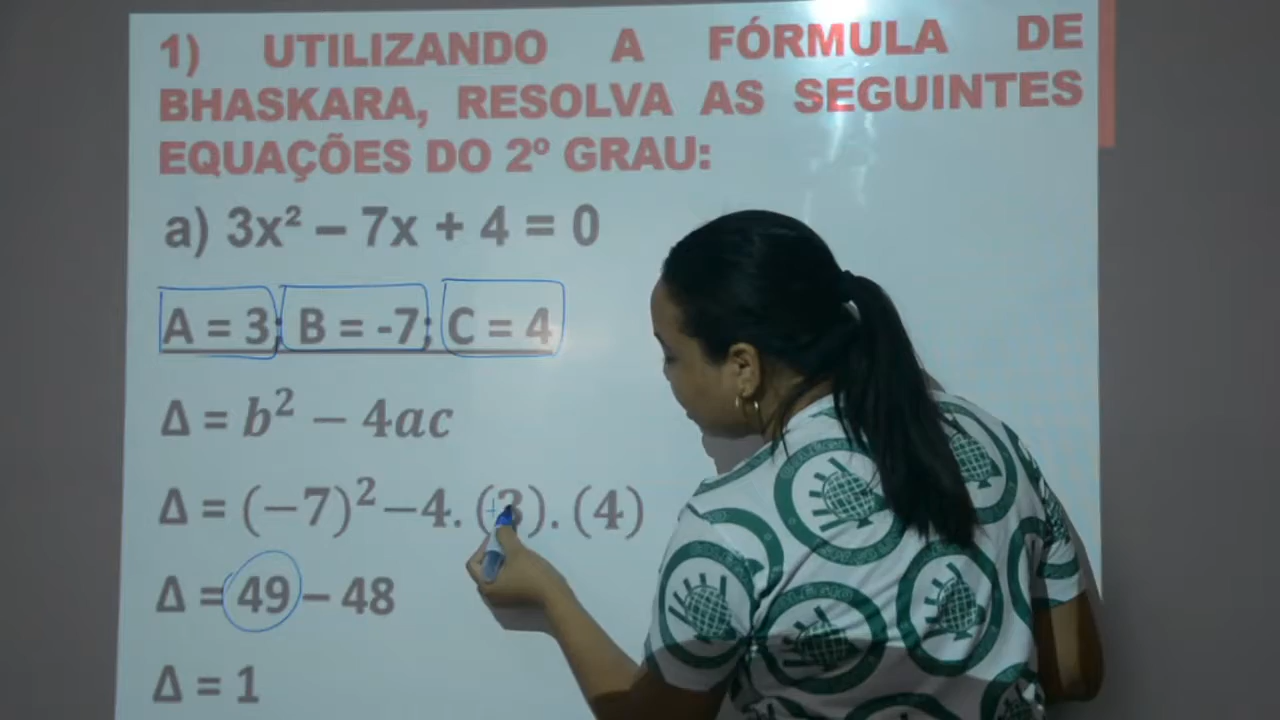 1) UTILIZANDO A FÓRMULA DE
BHASKARA, RESOLVA AS SEGUINTES
EQUAÇÕES DO 2º GRAU:
a) 3x² – 7x + 4 = 0
A = 3; B = -7; C = 4
Δ = b² − 4ac
Δ = (−7)²−4. (+3). (4)
Δ = 49 – 48
Δ = 1